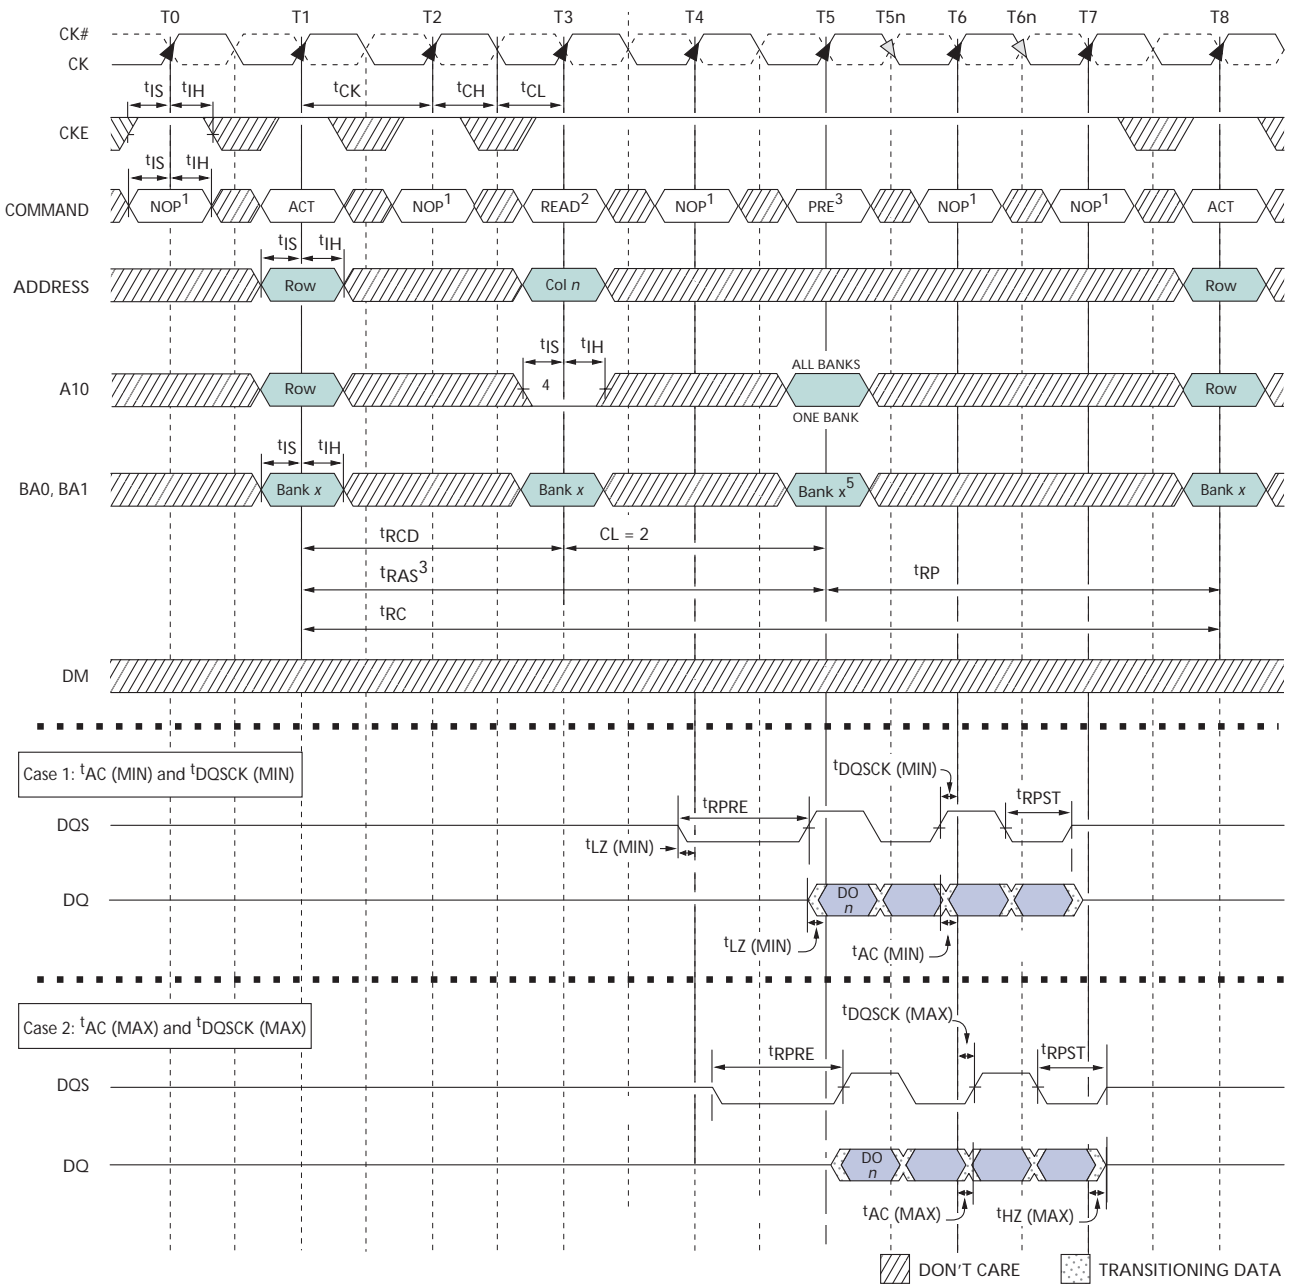 T0 T1 T2 T3 T4 T5 T5n T6 T6n T7 T8
CK#
CK
tIS tIH tCK tCH tCL
CKE
tIS tIH
COMMAND NOP1 ACT NOP1 READ2 NOP1 PRE3 NOP1 NOP1 ACT
tIS tIH
ADDRESS Row Col n Row
tIS tIH
ALL BANKS
A10 Row 4 Row
ONE BANK
tIS tIH
BA0, BA1 Bank x Bank x Bank x5 Bank x
tRCD CL = 2
tRAS3 tRP
tRC
DM
Case 1: tAC (MIN) and tDQSCK (MIN)
tDQSCK (MIN)
tRPRE tRPST
DQS
tLZ (MIN)
DQ DO n
tLZ (MIN) tAC (MIN)
Case 2: tAC (MAX) and tDQSCK (MAX)
tDQSCK (MAX)
tRPRE tRPST
DQS
DQ DO n
tAC (MAX) tHZ (MAX)
DON'T CARE TRANSITIONING DATA